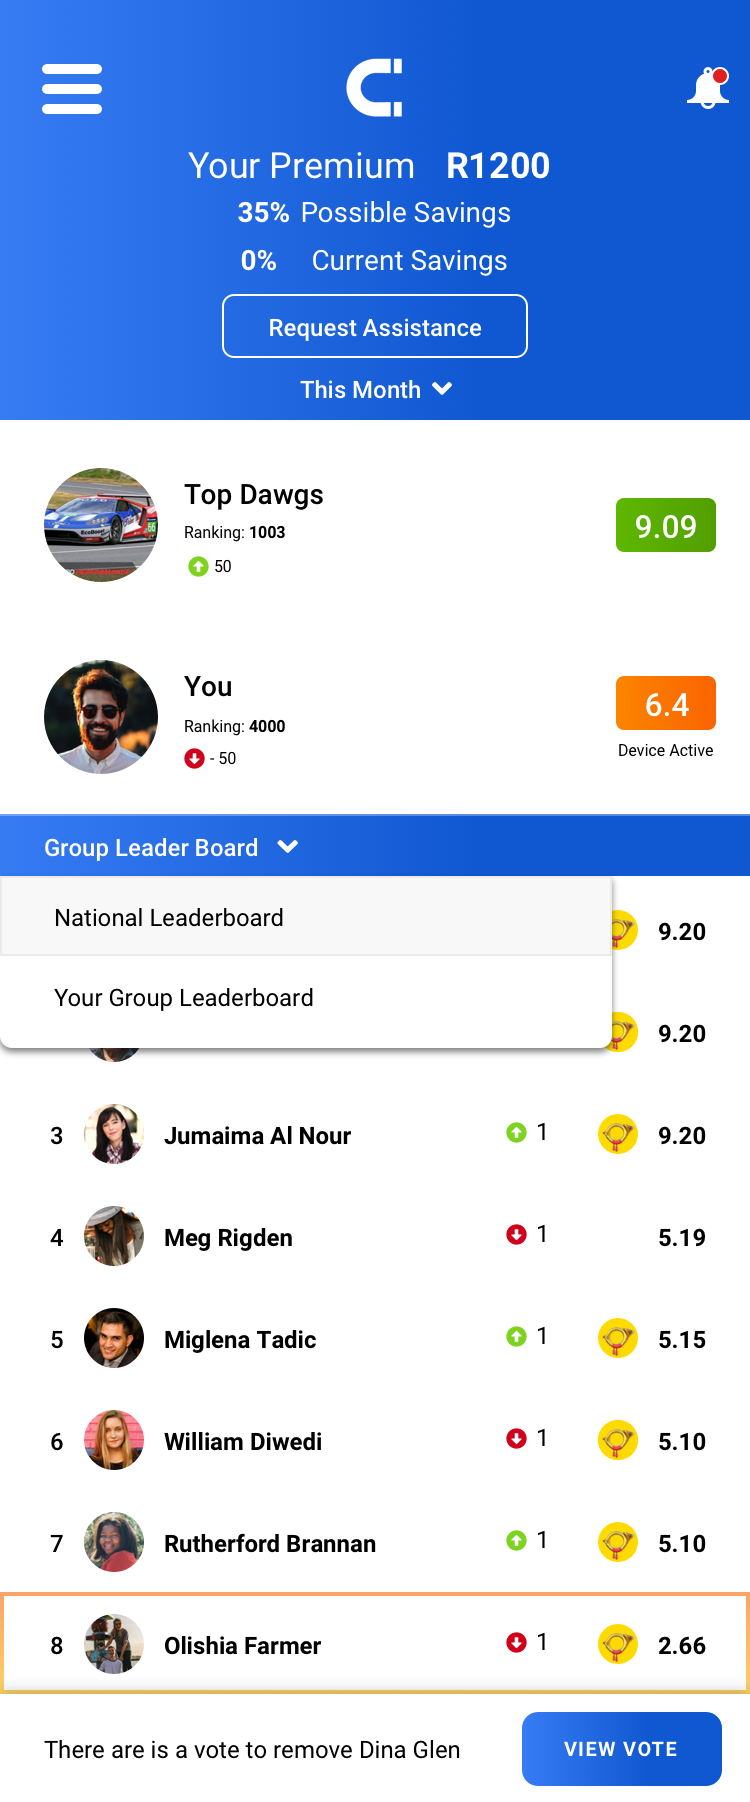 Your Premium R1200
35% Possible Savings
0% Current Savings
Request Assistance
This Month
Top Dawgs
Ranking: 1003
50
9.09
EcoBoost
66
You
Ranking: 4000
- 50
6.4
Device Active
Group Leader Board
National Leaderboard
9.20
Your Group Leaderboard
9.20
3 Jumaima Al Nour 1 9.20
4 Meg Rigden 1 5.19
5 Miglena Tadic 1 5.15
6 William Diwedi 1 5.10
7 Rutherford Brannan 1 5.10
8 Olishia Farmer 1 2.66
There are is a vote to remove Dina Glen
VIEW VOTE